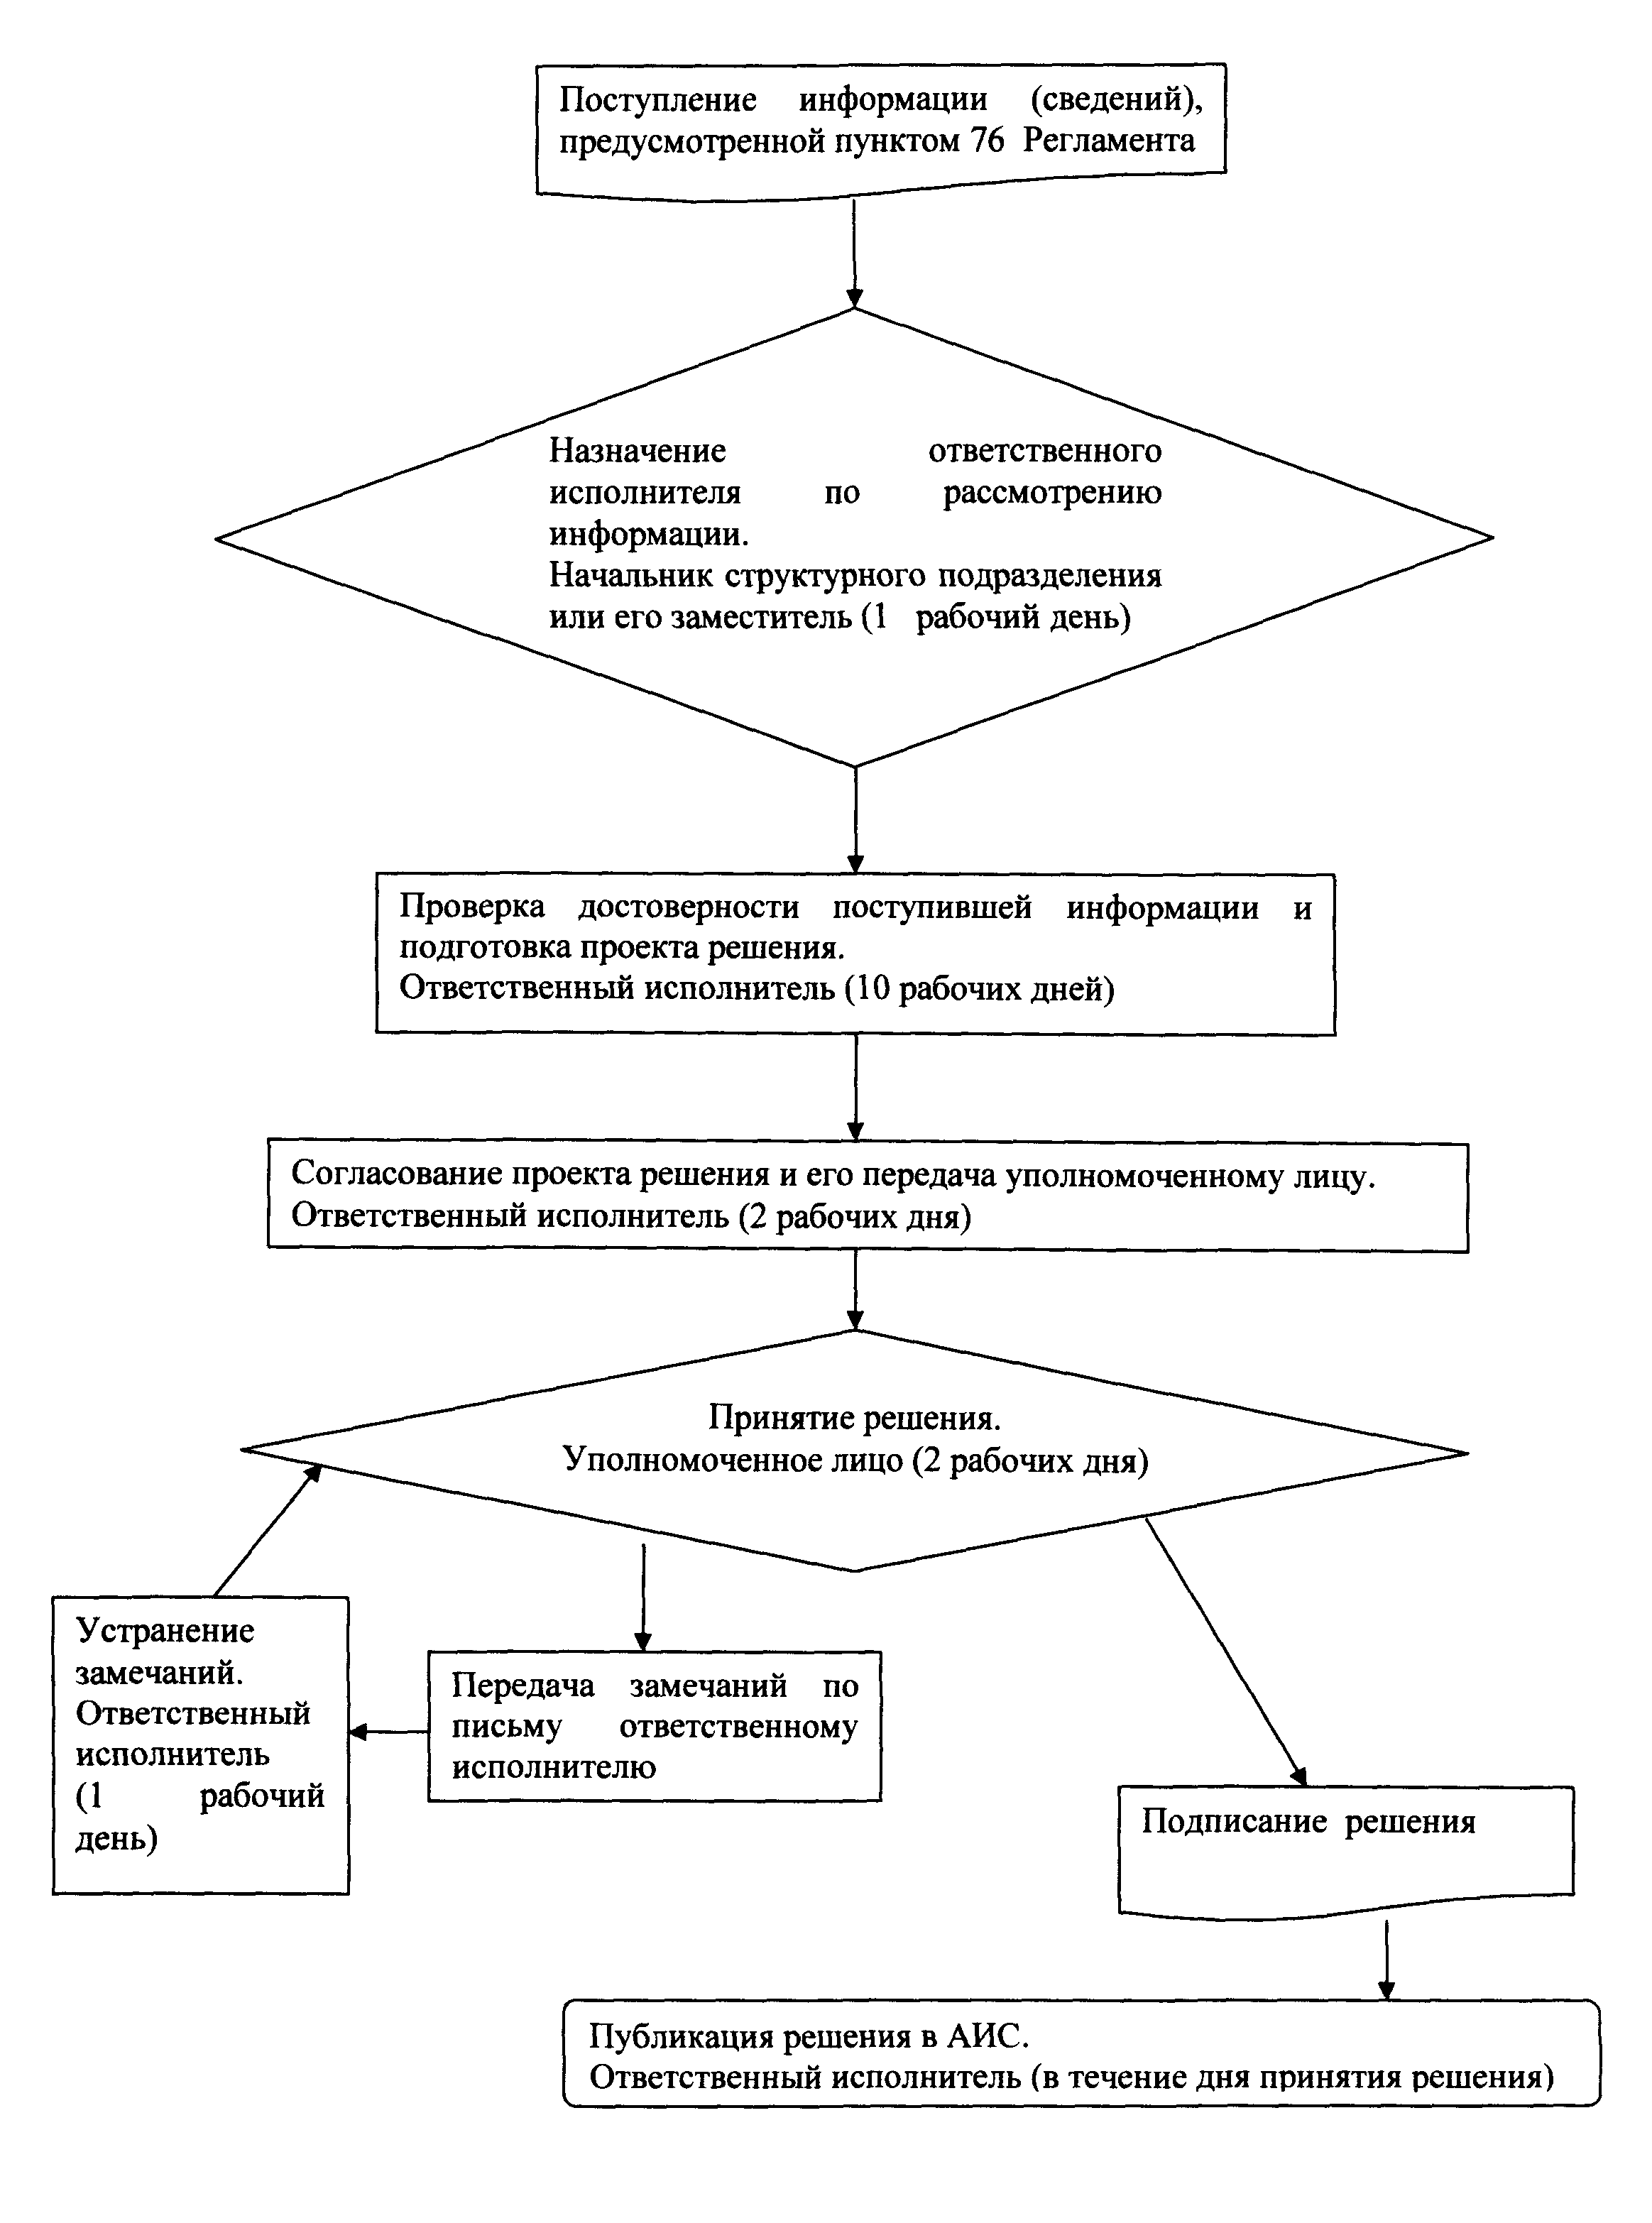 Поступление информации (сведений),
предусмотренной пунктом 76 Регламента
Назначение ответственного
исполнителя по рассмотрению
информации.
Начальник структурного подразделения
или его заместитель (1 рабочий день)
Проверка достоверности поступившей информации и
подготовка проекта решения.
Ответственный исполнитель (10 рабочих дней)
Согласование проекта решения и его передача уполномоченному лицу.
Ответственный исполнитель (2 рабочих дня)
Принятие решения.
Уполномоченное лицо (2 рабочих дня)
Устранение
замечаний.
Ответственный
исполнитель
(1 рабочий
день)
Передача замечаний по
письму ответственному
исполнителю
Подписание решения
Публикация решения в АИС.
Ответственный исполнитель (в течение дня принятия решения)